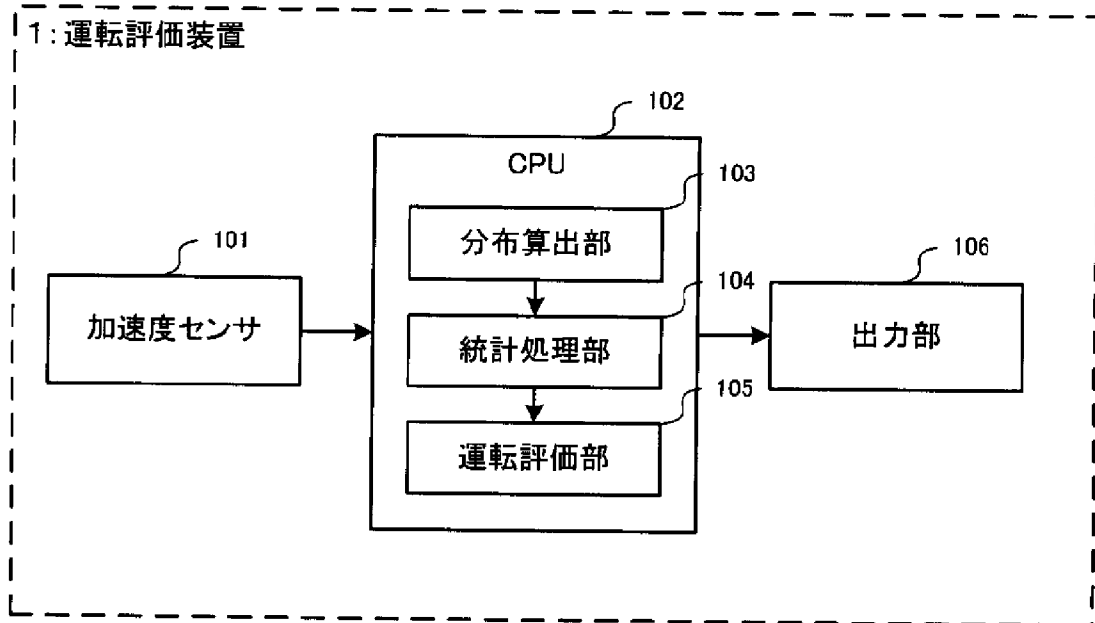 1:運転評価装置
102
CPU
103
分布算出部
101
加速度センサ
104
統計処理部
106
出力部
105
運転評価部